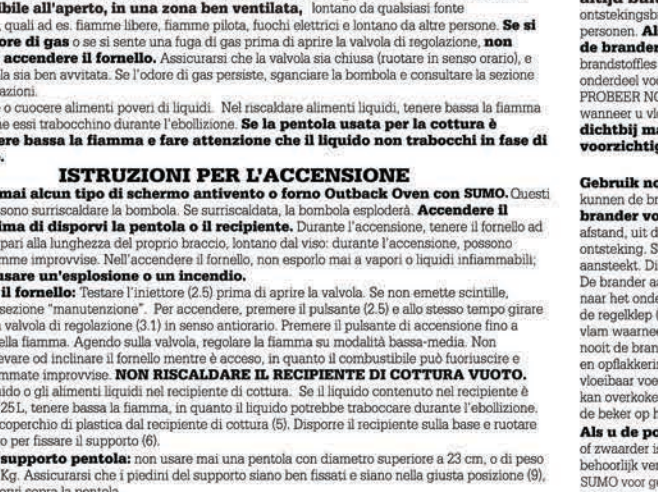 bile all'aperto, in una zona ben ventilata, lontano da qualsiasi fonte
, quali ad es. fiamme libere, fiamme pilota, fuochi elettrici e lontano da altre persone. Se si
ore di gas o se si sente una fuga di gas prima di aprire la valvola di regolazione, non
accendere il fornello. Assicurarsi che la valvola sia chiusa (ruotare in senso orario), e
la sia ben avvitata. Se l'odore di gas persiste, sganciare la bombola e consultare la sezione
azioni.
o cuocere alimenti poveri di liquidi. Nel riscaldare alimenti liquidi, tenere bassa la fiamma
e essi trabocchino durante l'ebollizione. Se la pentola usata per la cottura è
ere bassa la fiamma e fare attenzione che il liquido non trabocchi in fase di
.
ISTRUZIONI PER L'ACCENSIONE
mai alcun tipo di schermo antivento o forno Outback Oven con SUMO. Questi
sono surriscaldare la bombola. Se surriscaldata, la bombola esploderà. Accendere il
ima di disporvi la pentola o il recipiente. Durante l'accensione, tenere il fornello ad
pari alla lunghezza del proprio braccio, lontano dal viso: durante l'accensione, possono
mme improvvise. Nell'accendere il fornello, non esporlo mai a vapori o liquidi infiammabili;
usare un'esplosione o un incendio.
il fornello: Testare l'iniettore (2.5) prima di aprire la valvola. Se non emette scintille,
sezione "manutenzione". Per accendere, premere il pulsante (2.5) e allo stesso tempo girare
valvola di regolazione (3.1) in senso antiorario. Premere il pulsante di accensione fino a
ella fiamma. Agendo sulla valvola, regolare la fiamma su modalità bassa-media. Non
evare od inclinare il fornello mentre è acceso, in quanto il combustibile può fuoriuscire e
mmate improvvise. NON RISCALDARE IL RECIPIENTE DI COTTURA VUOTO.
ido o gli alimenti liquidi nel recipiente di cottura. Se il liquido contenuto nel recipiente è
25L, tenere bassa la fiamma, in quanto il liquido potrebbe traboccare durante l'ebollizione.
coperchio di plastica dal recipiente di cottura (5). Disporre il recipiente sulla base e ruotare
o per fissare il supporto (6).
supporto pentola: non usare mai una pentola con diametro superiore a 23 cm, o di peso
Kg. Assicurarsi che i piedini del supporto siano ben fissati e siano nella giusta posizione (9),
orvi sopra la pentola.
ontstekingsb
personen. Al
de brander
brandstoffles
onderdeel voo
PROBEER NO
wanneer u vl
dichtbij ma
voorzichtig
Gebruik no
kunnen de br
brander vo
afstand, uit d
ontsteking. S
aansteekt. Di
De brander aa
naar het onde
de regelklep (
vlam waarnee
nooit de bran
en opflakkeri
vloeibaar voe
kan overkoke
de beker op h
Als u de po
of zwaarder is
behoorlijk ver
SUMO voor ge